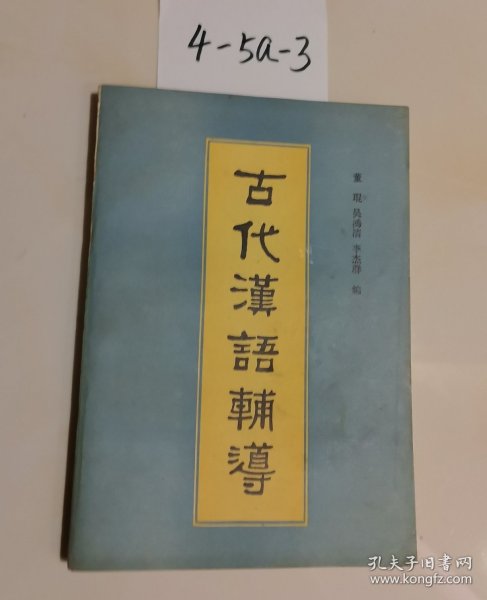 4-5a-3
古代漢語輔導
董琨 吳鴻清 李杰群 編
孔夫子旧书网
www.kongfz.com